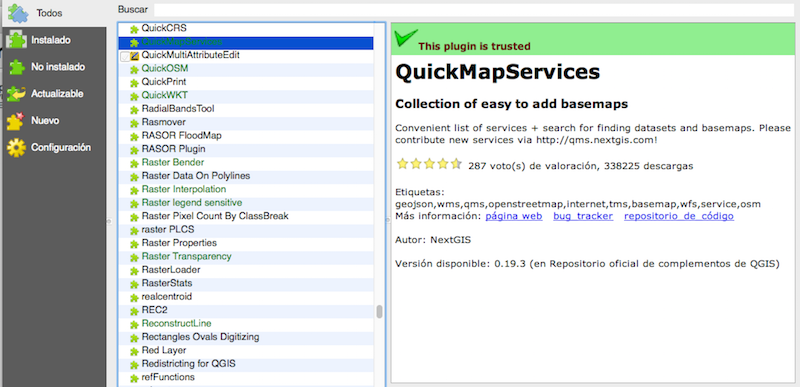 Todos
Instalado
No instalado
Actualizable
Nuevo
Configuración
Buscar
QuickCRS
QuickMapServices
QuickMultiAttributeEdit
QuickOSM
QuickPrint
QuickWKT
RadialBandsTool
Rasmover
RASOR FloodMap
RASOR Plugin
Raster Bender
Raster Data On Polylines
Raster Interpolation
Raster legend sensitive
Raster Pixel Count By ClassBreak
raster PLCS
Raster Properties
Raster Transparency
RasterLoader
RasterStats
realcentroid
REC2
ReconstructLine
Rectangles Ovals Digitizing
Red Layer
Redistricting for QGIS
refFunctions
This plugin is trusted
QuickMapServices
Collection of easy to add basemaps
Convenient list of services + search for finding datasets and basemaps. Please
contribute new services via http://qms.nextgis.com!
287 voto(s) de valoración, 338225 descargas
Etiquetas:
geojson,wms,qms,openstreetmap,internet,tms,basemap,wfs,service,osm
Más información: página web bug tracker repositorio de código
Autor: NextGIS
Versión disponible: 0.19.3 (en Repositorio oficial de complementos de QGIS)